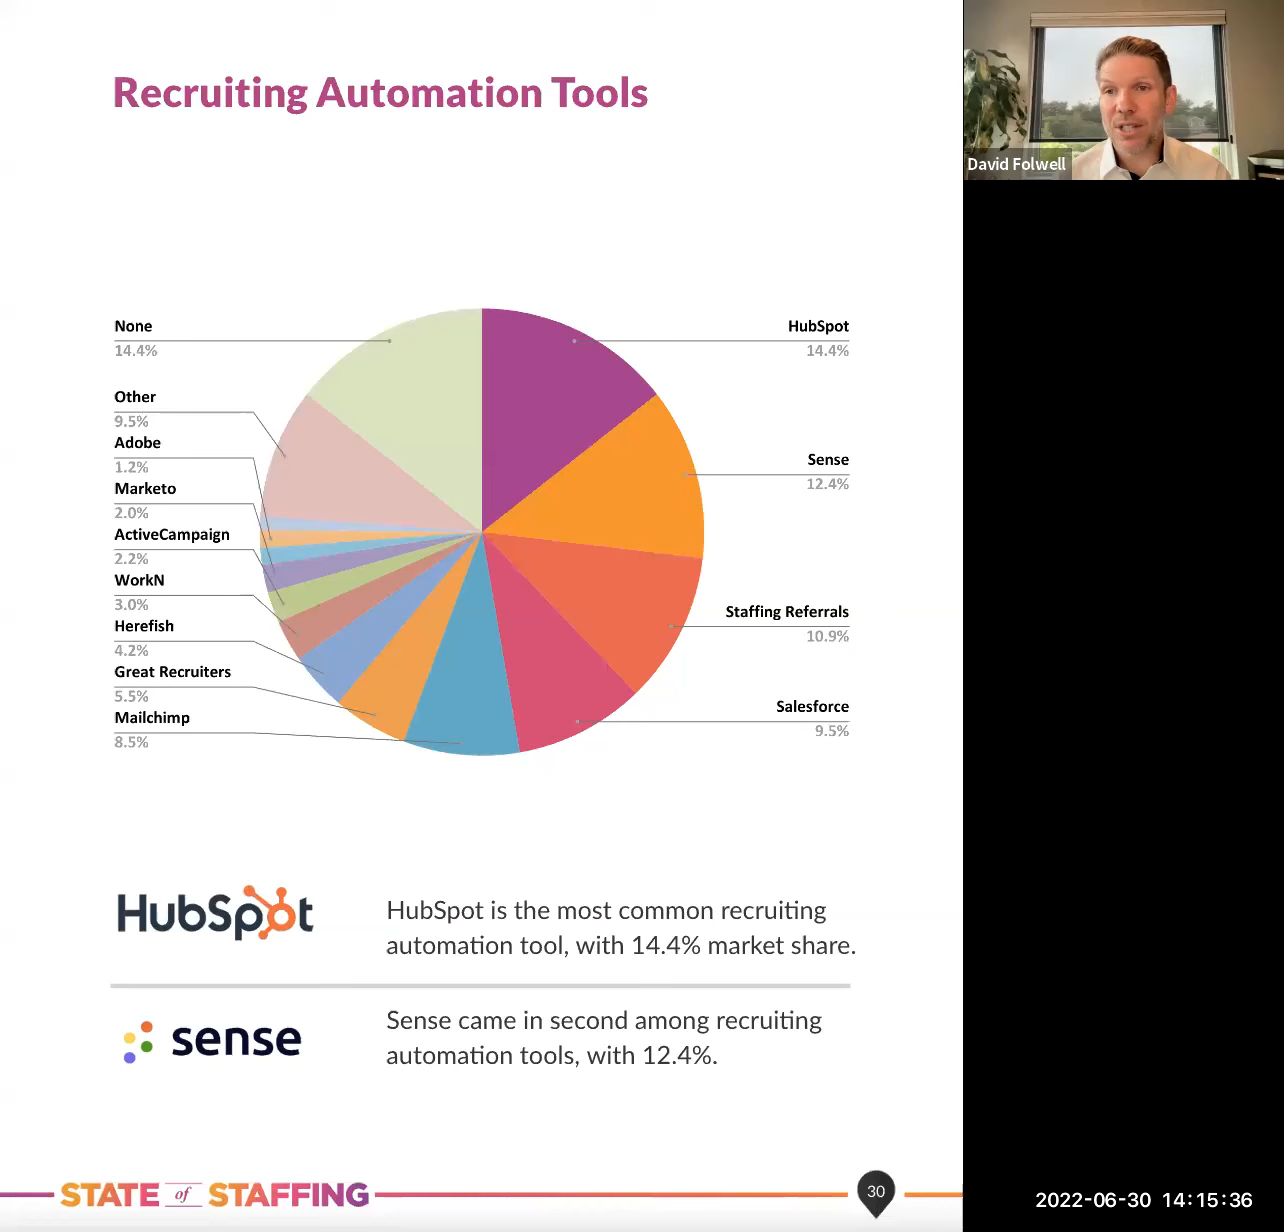 Recruiting Automation Tools
David Folwell
None
14.4%
Other
9.5%
Adobe
1.2%
Marketo
2.0%
ActiveCampaign
2.2%
WorkN
3.0%
Herefish
4.2%
Great Recruiters
5.5%
Mailchimp
8.5%
HubSpot
14.4%
Sense
12.4%
Staffing Referrals
10.9%
Salesforce
9.5%
HubSpot
HubSpot is the most common recruiting
automation tool, with 14.4% market share.
sense
Sense came in second among recruiting
automation tools, with 12.4%.
STATE of STAFFING
30
2022-06-30 14:15:36